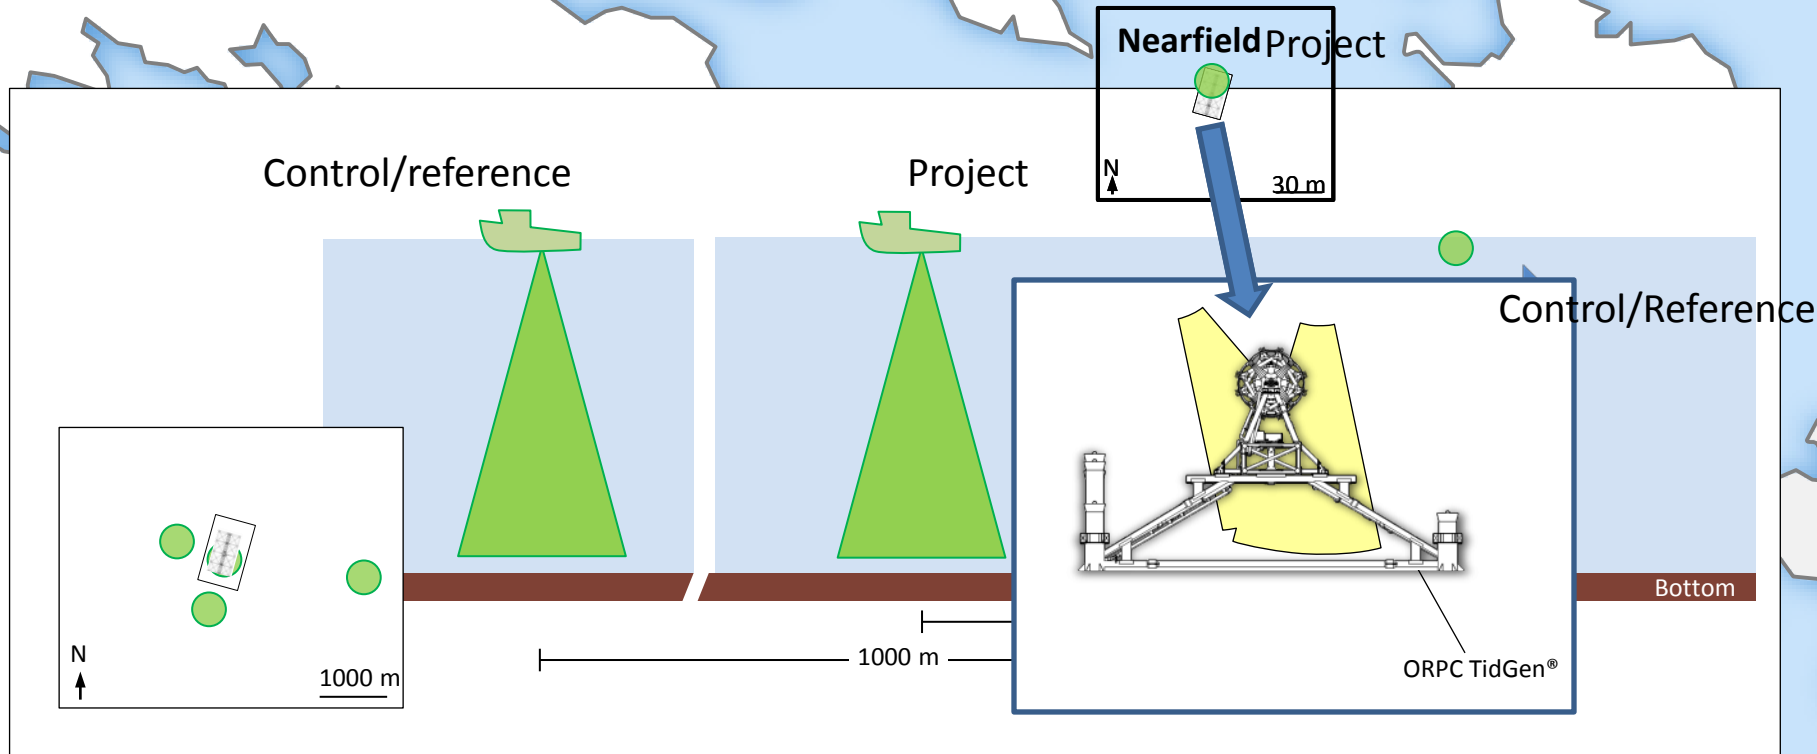 Nearfield Project
N
30 m
Control/reference
Project
Control/Reference
Bottom
N
1000 m
1000 m
ORPC TidGen®